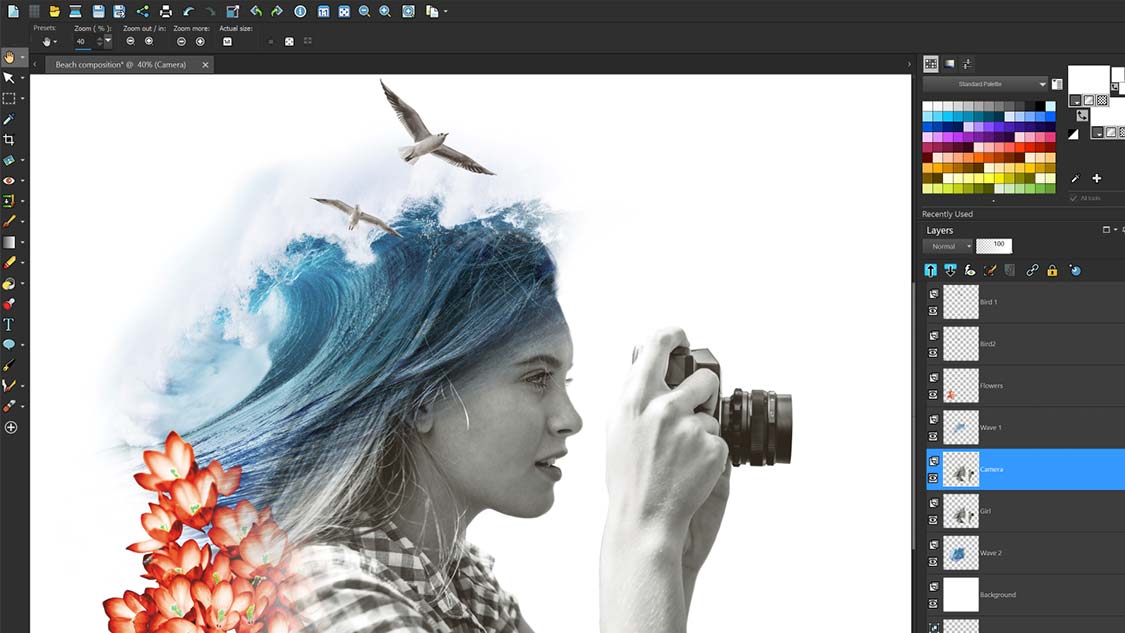 Presets:
Zoom ( % ):
Zoom out / in:
Zoom more:
Actual size:
40
Beach composition* @ 40% (Camera)
Standard Palette
All tools
Recently Used
Layers
Normal
100
Bird 1
Bird2
Flowers
Wave 1
Camera
Girl
Wave 2
Background